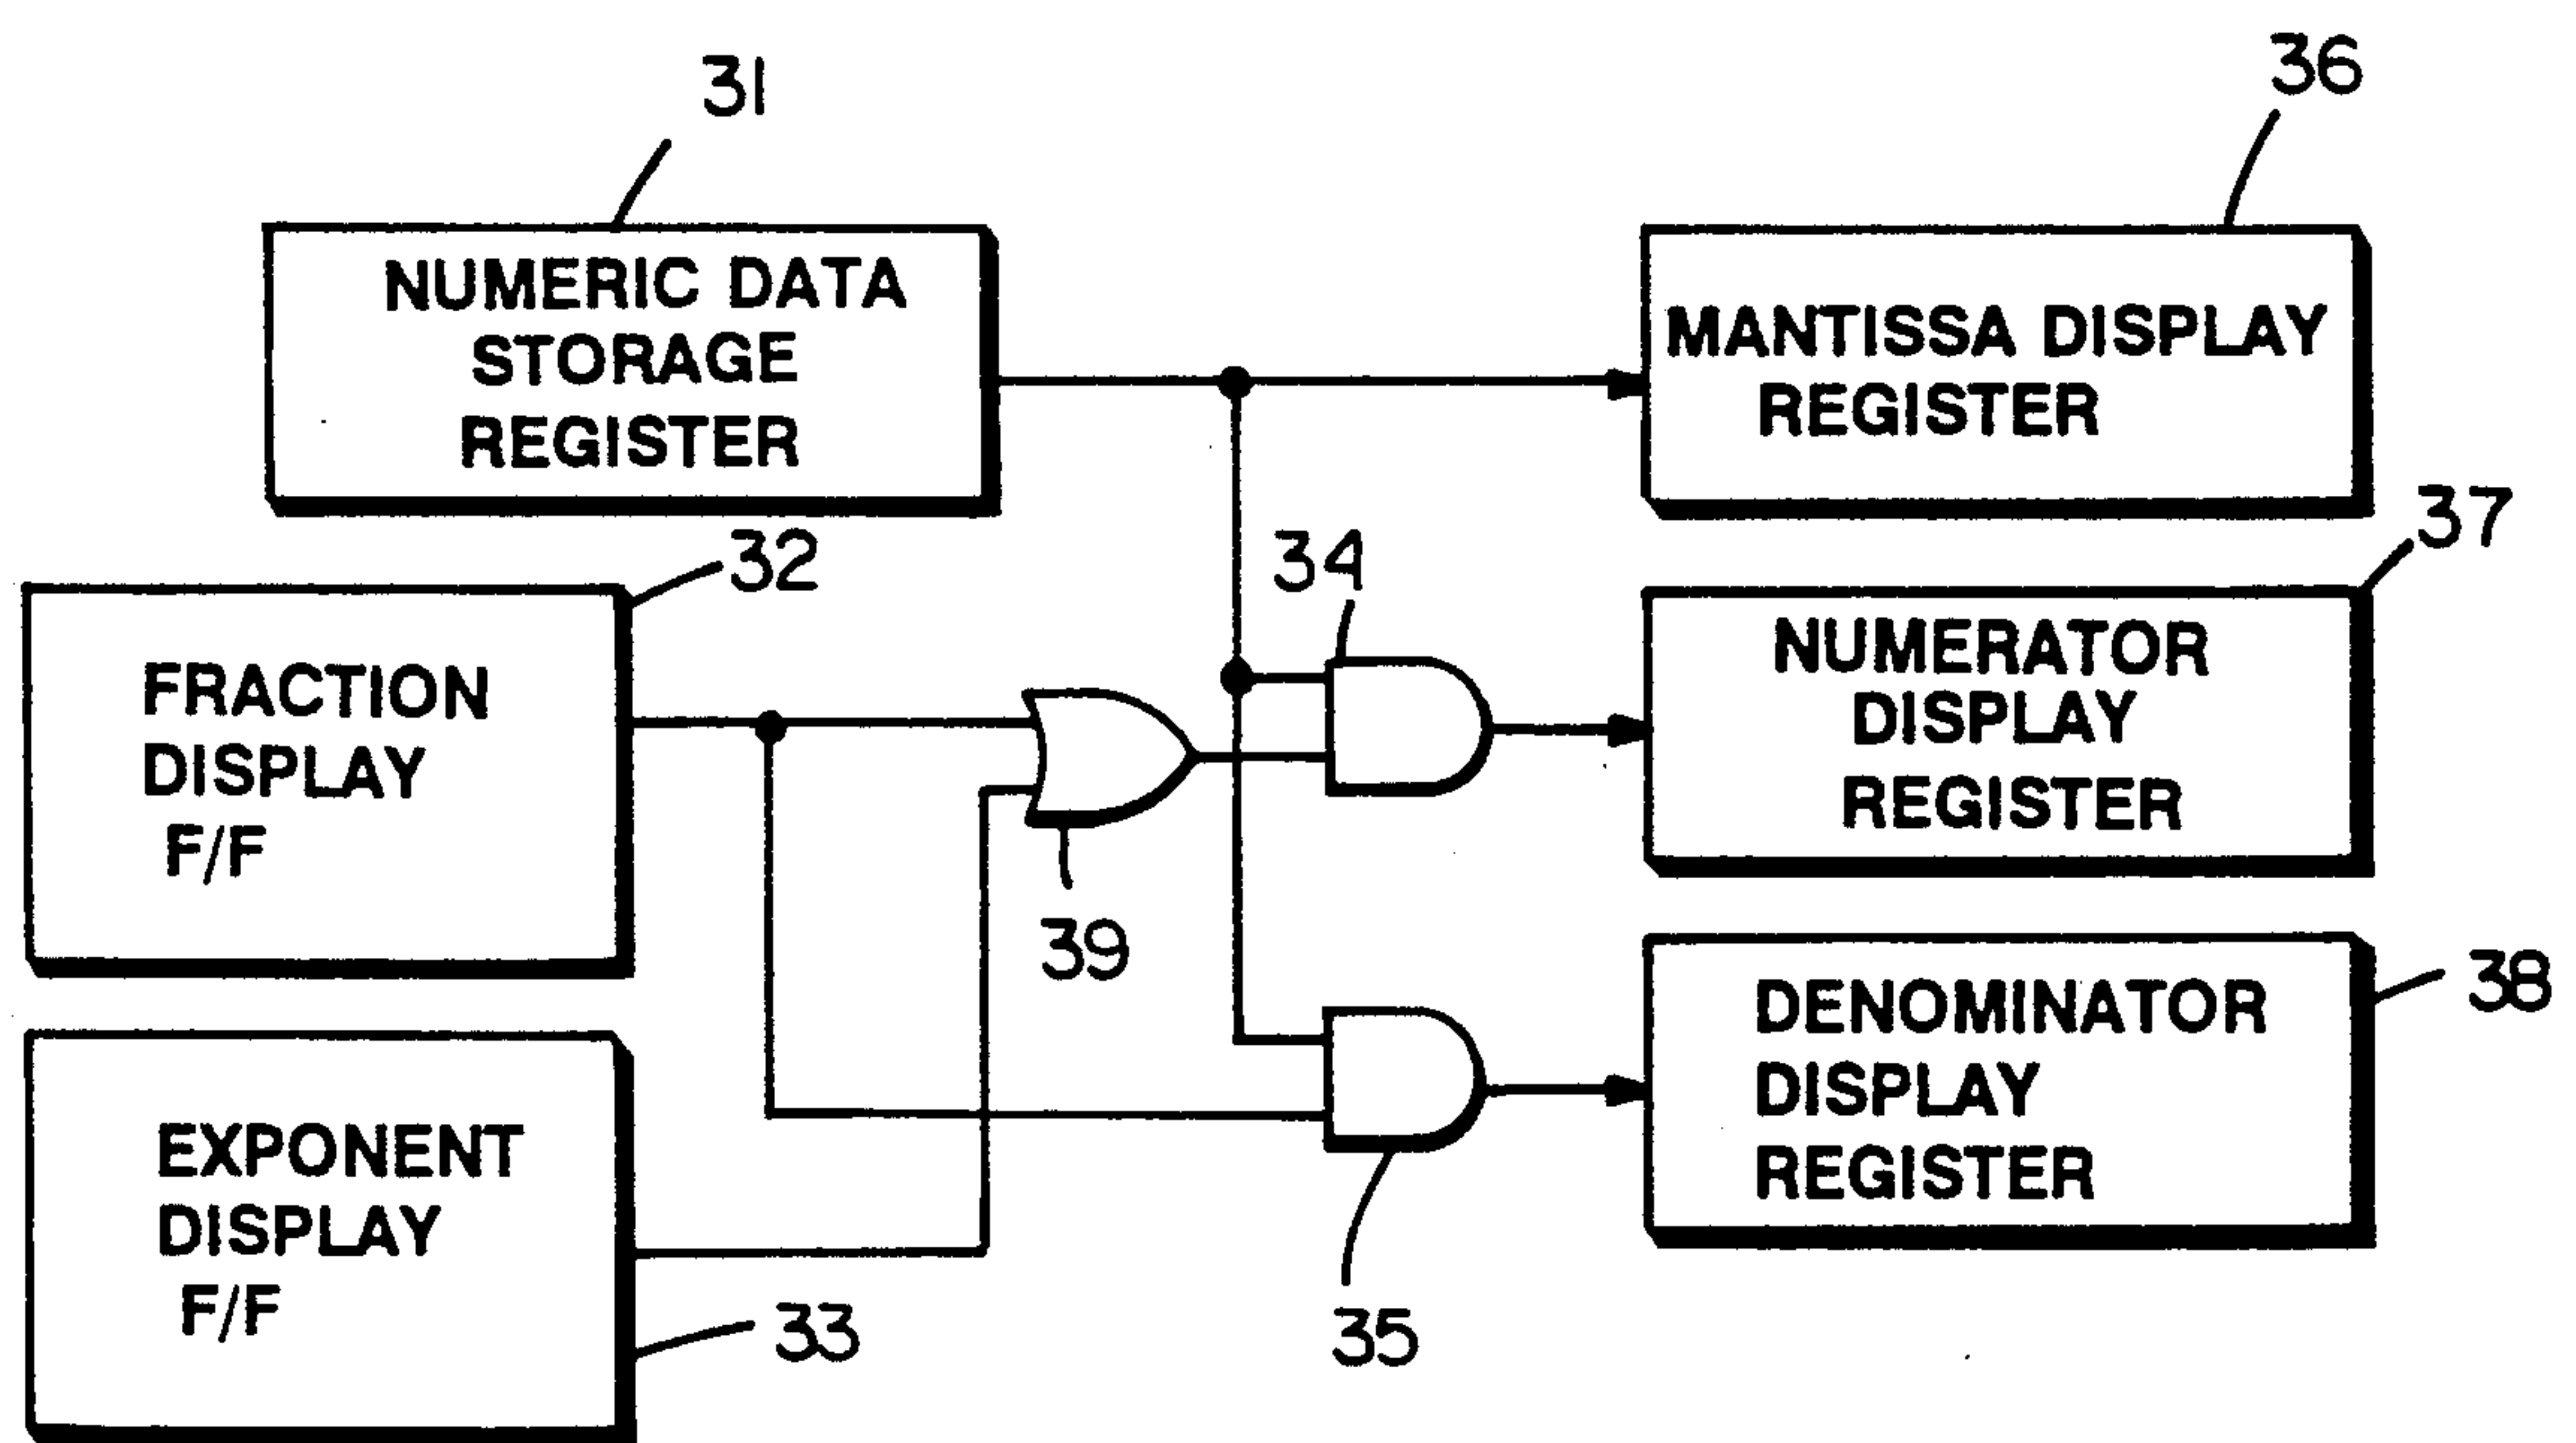 31
NUMERIC DATA
STORAGE
REGISTER
36
MANTISSA DISPLAY
REGISTER
32
FRACTION
DISPLAY
F/F
34
37
NUMERATOR
DISPLAY
REGISTER
39
33
EXPONENT
DISPLAY
F/F
35
38
DENOMINATOR
DISPLAY
REGISTER